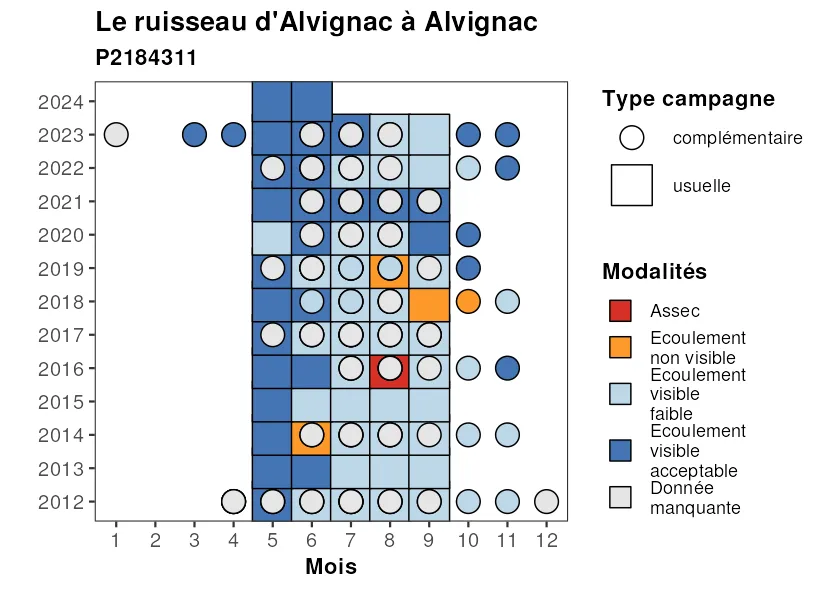 Le ruisseau d'Alvignac à Alvignac
P2184311
2024
2023
2022
2021
2020
2019
2018
2017
2016
2015
2014
2013
2012
1 2 3 4 5 6 7 8 9 10 11 12
Mois
Type campagne
complémentaire
usuelle
Modalités
Assec
Ecoulement
non visible
Ecoulement
visible
faible
Ecoulement
visible
acceptable
Donnée
manquante